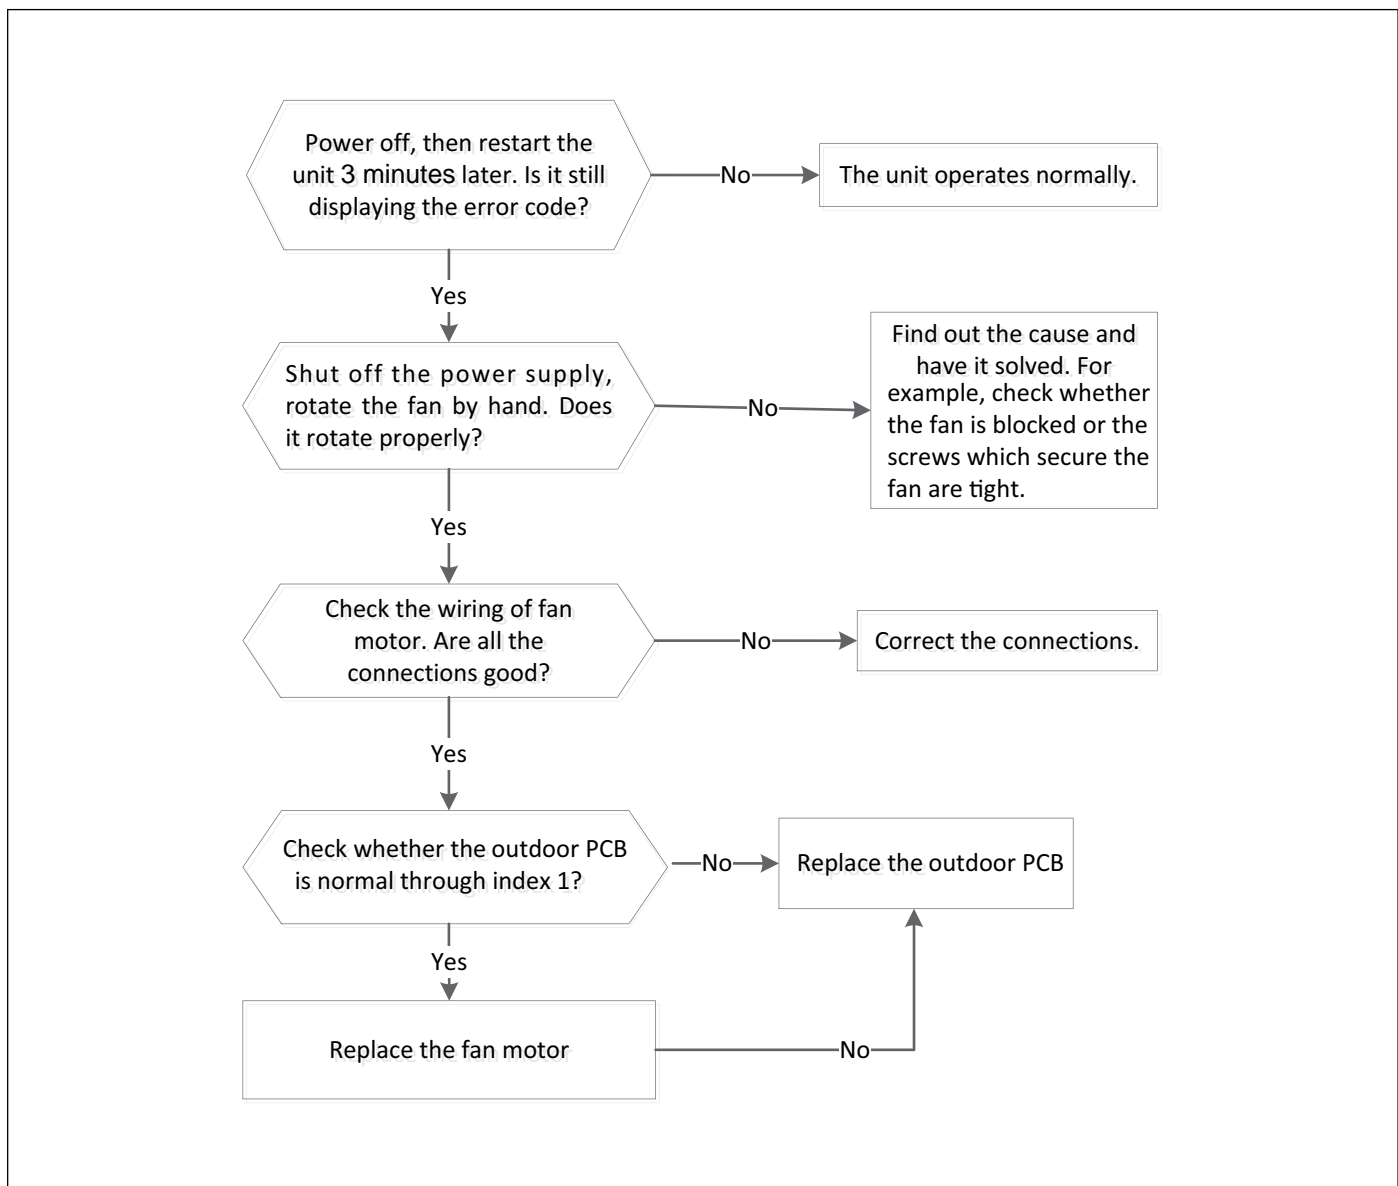 Power off, then restart the
unit 3 minutes later. Is it still
displaying the error code?
No
The unit operates normally.
Yes
Shut off the power supply,
rotate the fan by hand. Does
it rotate properly?
No
Find out the cause and
have it solved. For
example, check whether
the fan is blocked or the
screws which secure the
fan are tight.
Yes
Check the wiring of fan
motor. Are all the
connections good?
No
Correct the connections.
Yes
Check whether the outdoor PCB
is normal through index 1?
No
Replace the outdoor PCB
Yes
Replace the fan motor
No